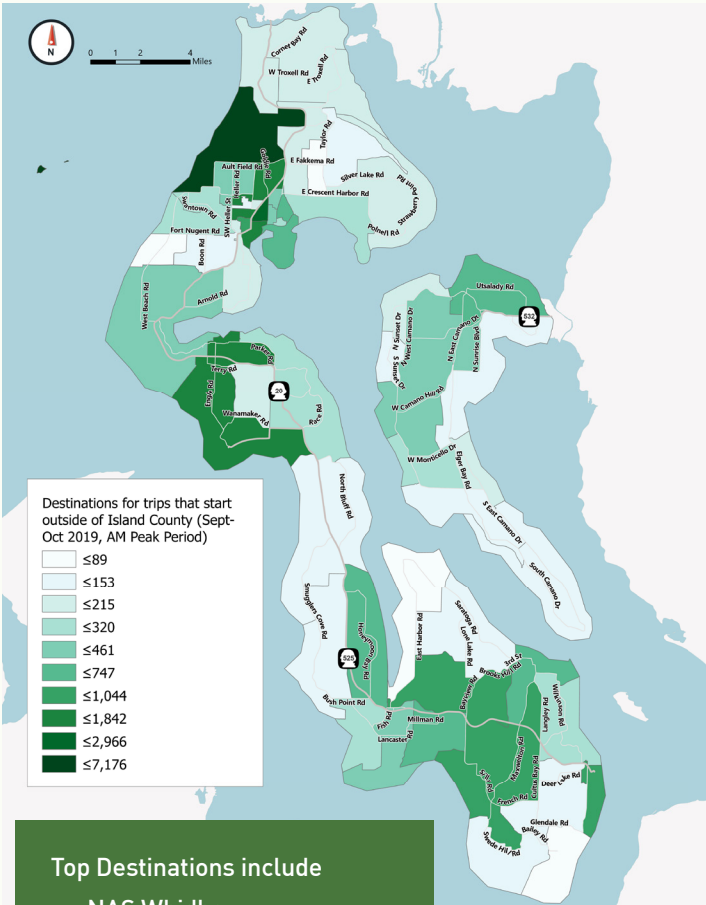 N
0 1 2 4
Miles
Corner Bay Rd
W Troxell Rd
E Troxell Rd
Taylor Rd
Goldie Rd
E Fakkema Rd
Ault Field Rd
Heller Rd
Silver Lake Rd
Strawberry Point Rd
E Crescent Harbor Rd
Swantown Rd
SW Heller St
Polnell Rd
Fort Nugent Rd
Boon Rd
West Beach Rd
Arnold Rd
Utsalady Rd
532
N Sunset Dr
N West Camano Dr
N East Camano Dr
N Sunrise Blvd
S Sunset Dr
Parker Rd
Terry Rd
Engle Rd
20
W Camano Hill Rd
Wanamaker Rd
Race Rd
W Monticello Dr
Elger Bay Rd
North Bluff Rd
S East Camano Dr
South Camano Dr
Destinations for trips that start
outside of Island County (Sept-
Oct 2019, AM Peak Period)
≤89
≤153
≤215
≤320
≤461
≤747
≤1,044
≤1,842
≤2,966
≤7,176
Smugglers Cove Rd
Honeymoon Bay Rd
East Harbor Rd
Saratoga Rd
Lone Lake Rd
525
3rd St
Brooks Hill Rd
Bayview Rd
Wilkinson Rd
Langley Rd
Bush Point Rd
Fish Rd
Millman Rd
Lancaster Rd
Maxwelton Rd
Cultus Bay Rd
Deer Lake Rd
Sills Rd
French Rd
Glendale Rd
Bailey Rd
Swede Hill Rd
Top Destinations include